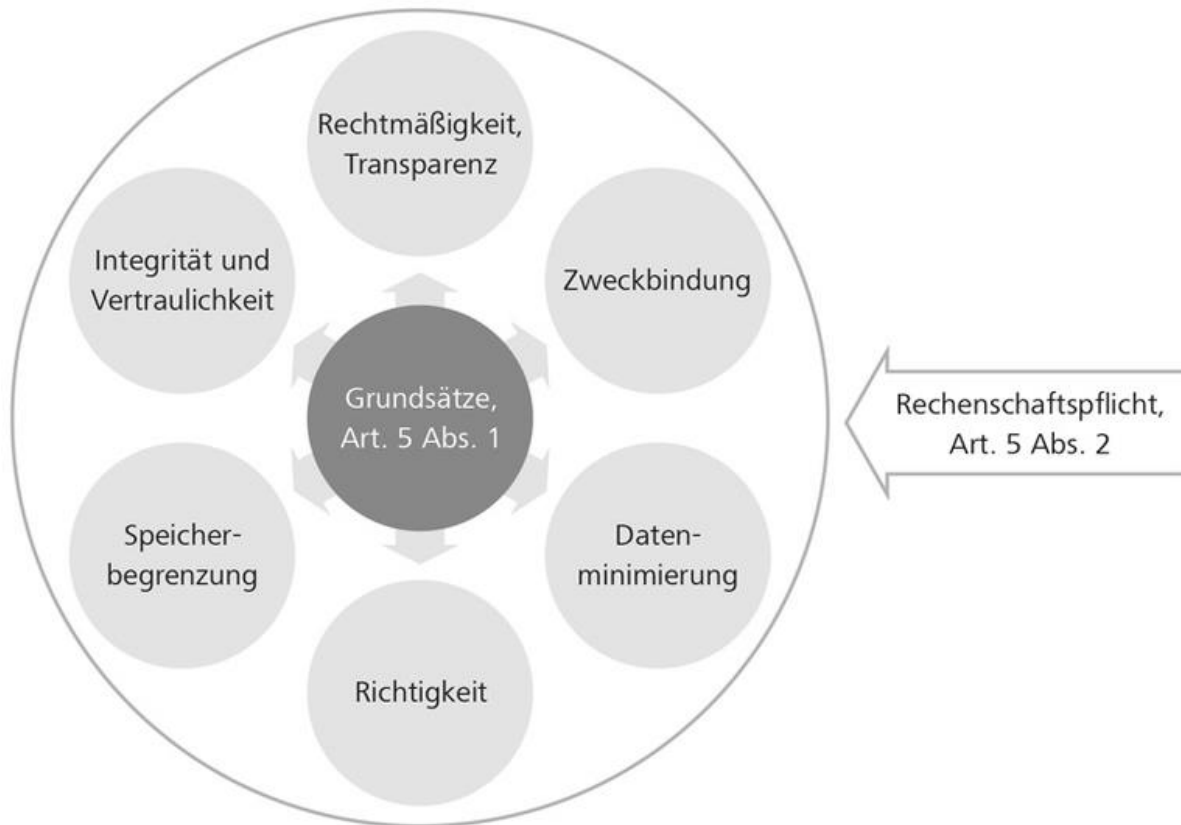 Rechtmäßigkeit,
Transparenz
Integrität und
Vertraulichkeit
Zweckbindung
Grundsätze,
Art. 5 Abs. 1
Rechenschaftspflicht,
Art. 5 Abs. 2
Speicher-
begrenzung
Daten-
minimierung
Richtigkeit